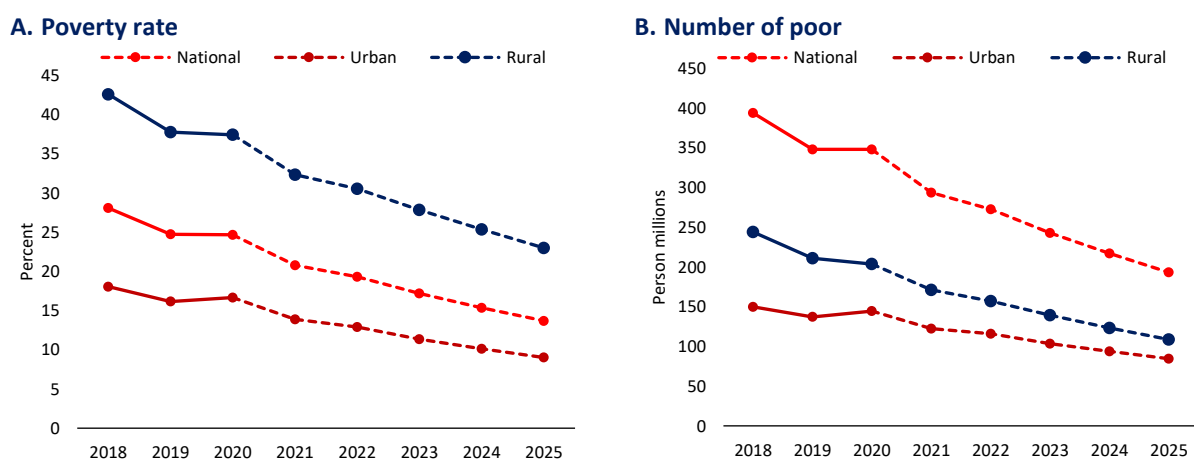 A. Poverty rate
National Urban Rural
45
40
35
30
25
20
15
10
5
0
Percent
2018 2019 2020 2021 2022 2023 2024 2025
B. Number of poor
National Urban Rural
450
400
350
300
250
200
150
100
50
0
Person millions
2018 2019 2020 2021 2022 2023 2024 2025